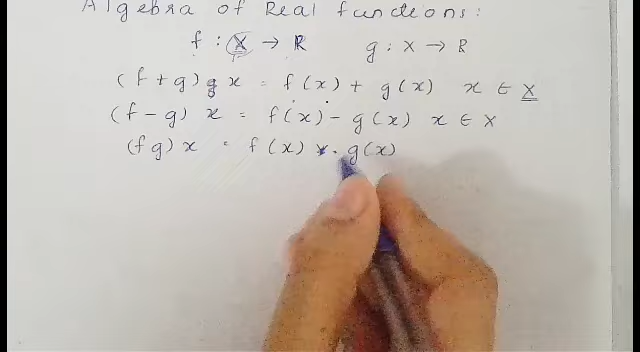 Algebra of Real functions:
f : X → R g : X → R
(f + g) x = f(x) + g(x) x ∈ X
(f - g) x = f(x) - g(x) x ∈ X
(fg) x = f(x) · g(x)